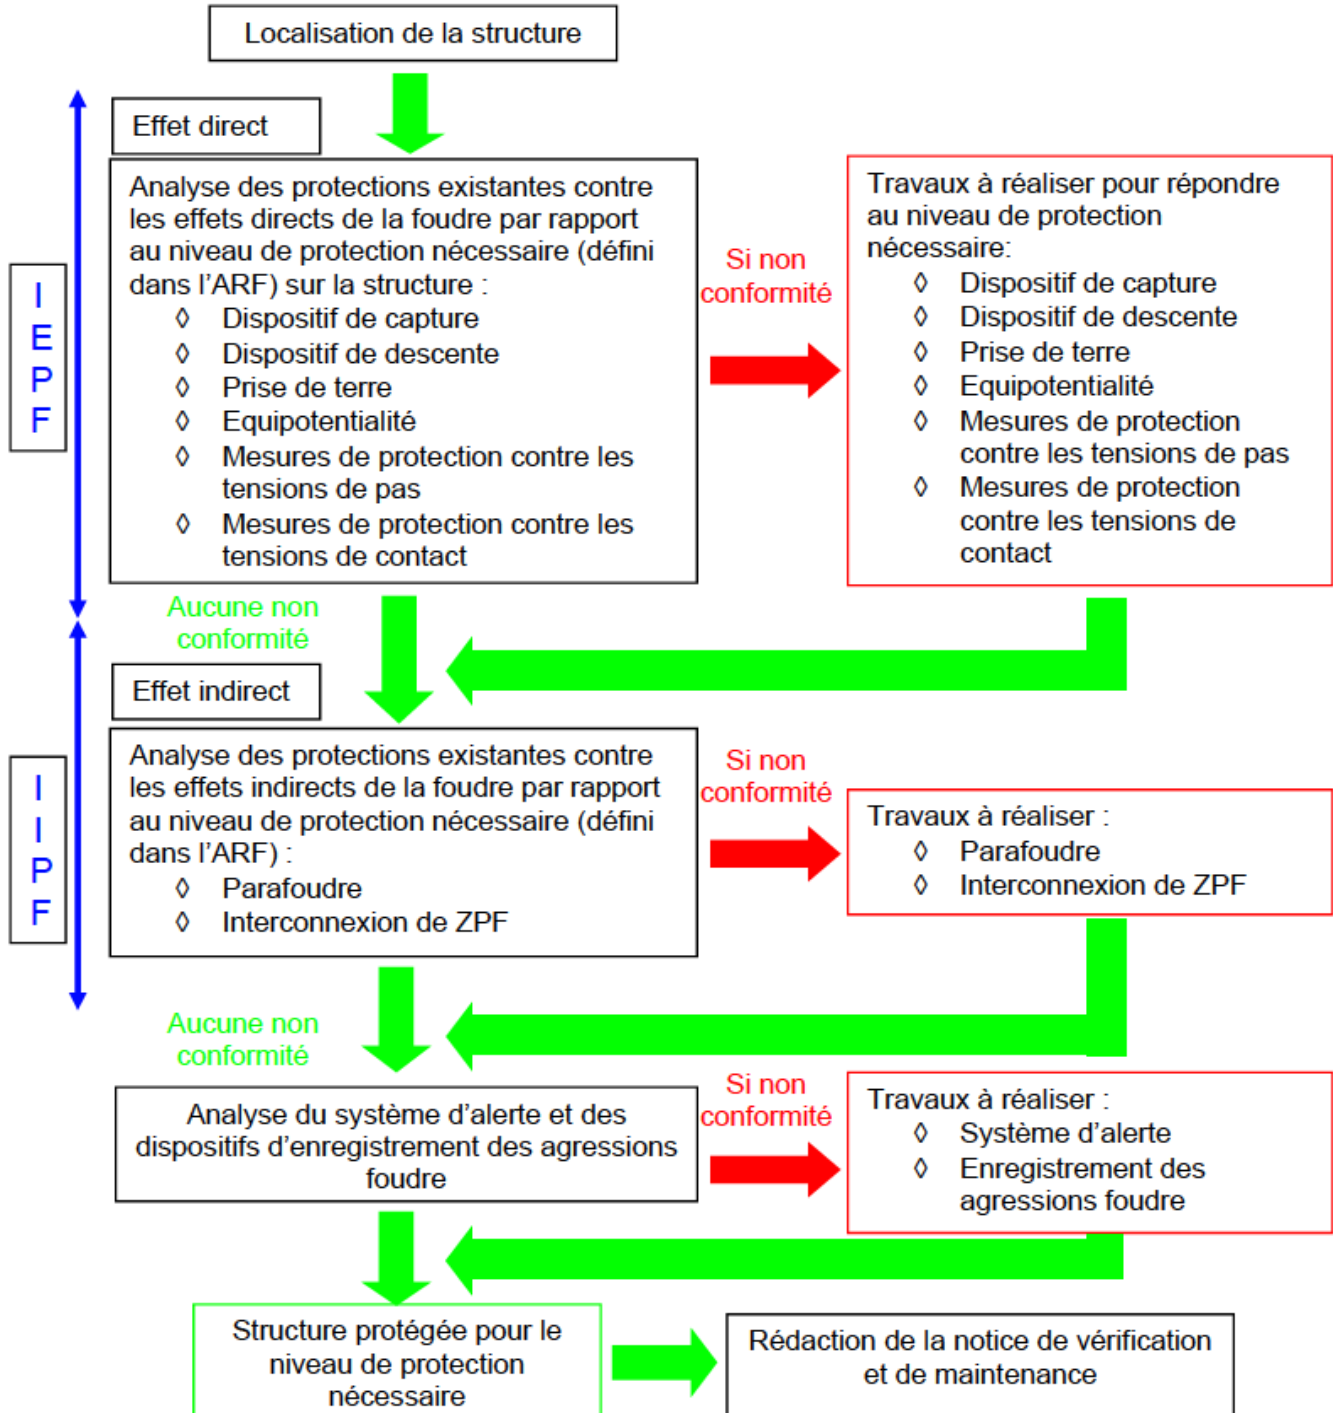 Localisation de la structure
Effet direct
Analyse des protections existantes contre
les effets directs de la foudre par rapport
au niveau de protection nécessaire (défini
dans l'ARF) sur la structure :
◊ Dispositif de capture
◊ Dispositif de descente
◊ Prise de terre
◊ Equipotentialité
◊ Mesures de protection contre les
tensions de pas
◊ Mesures de protection contre les
tensions de contact
Si non
conformité
Travaux à réaliser pour répondre
au niveau de protection
nécessaire:
◊ Dispositif de capture
◊ Dispositif de descente
◊ Prise de terre
◊ Equipotentialité
◊ Mesures de protection
contre les tensions de pas
◊ Mesures de protection
contre les tensions de
contact
I
E
P
F
Aucune non
conformité
Effet indirect
Analyse des protections existantes contre
les effets indirects de la foudre par rapport
au niveau de protection nécessaire (défini
dans l'ARF) :
◊ Parafoudre
◊ Interconnexion de ZPF
Si non
conformité
Travaux à réaliser :
◊ Parafoudre
◊ Interconnexion de ZPF
I
I
P
F
Aucune non
conformité
Analyse du système d'alerte et des
dispositifs d'enregistrement des agressions
foudre
Si non
conformité
Travaux à réaliser :
◊ Système d'alerte
◊ Enregistrement des
agressions foudre
Structure protégée pour le
niveau de protection
nécessaire
Rédaction de la notice de vérification
et de maintenance